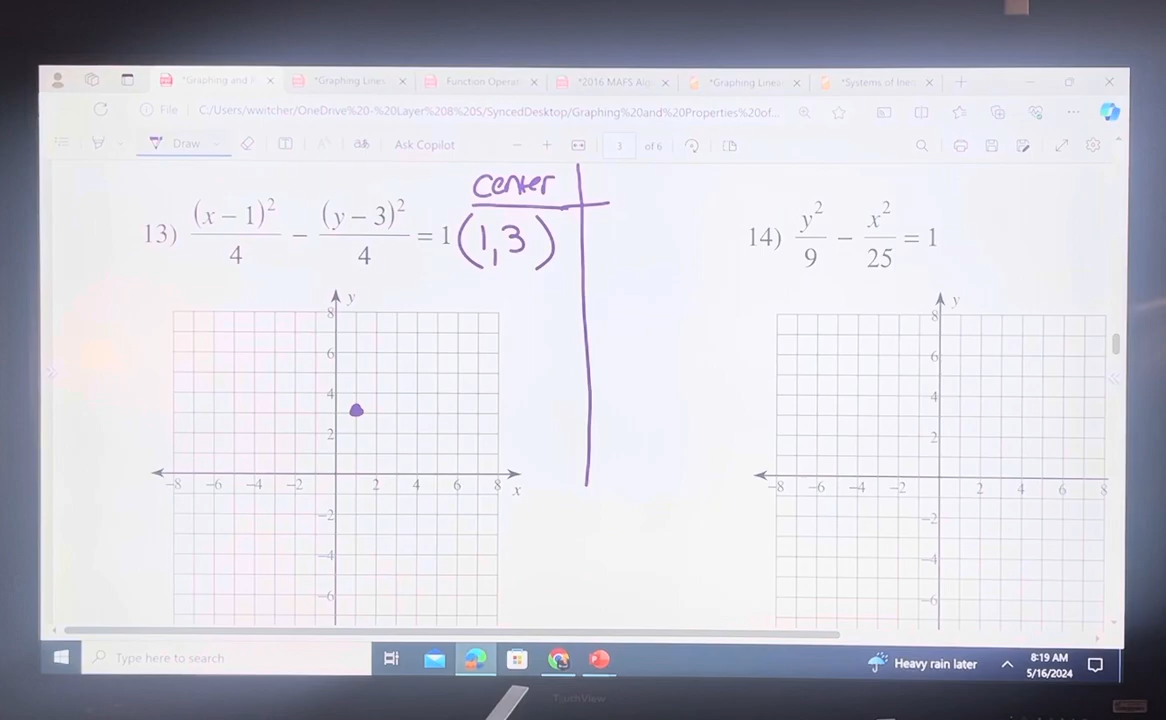 *Graphing and P
*Graphing Lines
Function Operat
*2016 MAFS Alg
*Graphing Linea
*Systems of Ine
File
C:/Users/wwitcher/OneDrive%20-%20Layer%208%20S/SyncedDesktop/Graphing%20and%20Properties%20of...
Draw
Ask Copilot
3
of 6
center
13) (x − 1)²/4 − (y − 3)²/4 = 1 (1,3)
14) y²/9 − x²/25 = 1
y
8
6
4
2
−8 −6 −4 −2 2 4 6 8 x
−2
−4
−6
y
8
6
4
2
−8 −6 −4 −2 2 4 6 8
−2
−4
−6
Type here to search
Heavy rain later
8:19 AM
5/16/2024
TouchView